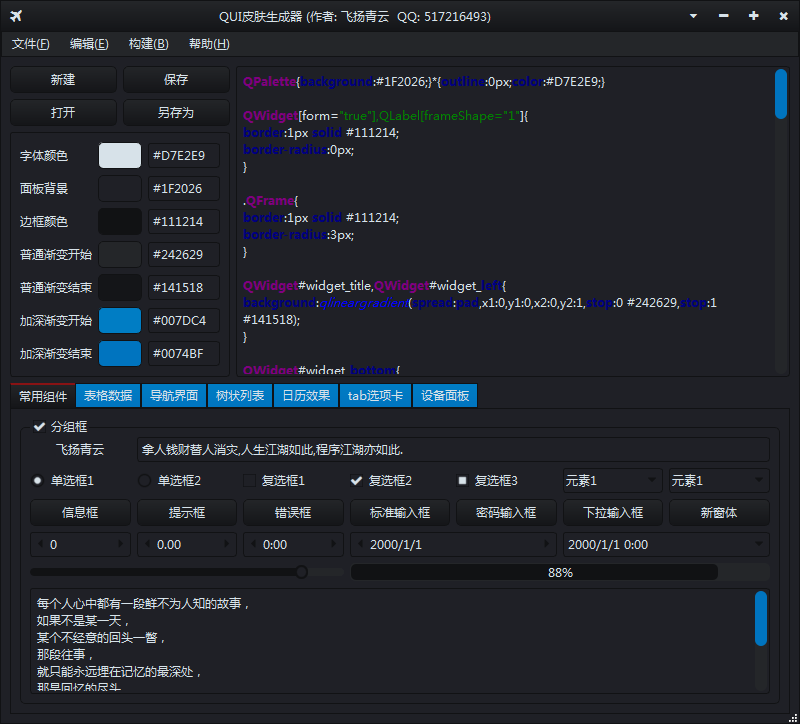 QUI皮肤生成器 (作者: 飞扬青云  QQ: 517216493)
文件(F) 编辑(E) 构建(B) 帮助(H)
新建 保存
打开 另存为
字体颜色 #D7E2E9
面板背景 #1F2026
边框颜色 #111214
普通渐变开始 #242629
普通渐变结束 #141518
加深渐变开始 #007DC4
加深渐变结束 #0074BF
QPalette{background:#1F2026;}*{outline:0px;color:#D7E2E9;}
QWidget[form="true"],QLabel[frameShape="1"]{
border:1px solid #111214;
border-radius:0px;
}
.QFrame{
border:1px solid #111214;
border-radius:3px;
}
QWidget#widget_title,QWidget#widget_left{
background:qlineargradient(spread:pad,x1:0,y1:0,x2:0,y2:1,stop:0 #242629,stop:1
#141518);
}
QWidget#widget_bottom{
常用组件 表格数据 导航界面 树状列表 日历效果 tab选项卡 设备面板
分组框
飞扬青云 拿人钱财替人消灾,人生江湖如此,程序江湖亦如此.
单选框1 单选框2 复选框1 复选框2 复选框3 元素1 元素1
信息框 提示框 错误框 标准输入框 密码输入框 下拉输入框 新窗体
0 0.00 0:00 2000/1/1 2000/1/1 0:00
88%
每个人心中都有一段鲜不为人知的故事，
如果不是某一天，
某个不经意的回头一瞥，
那段往事，
就只能永远埋在记忆的最深处，
那是回忆的尽头